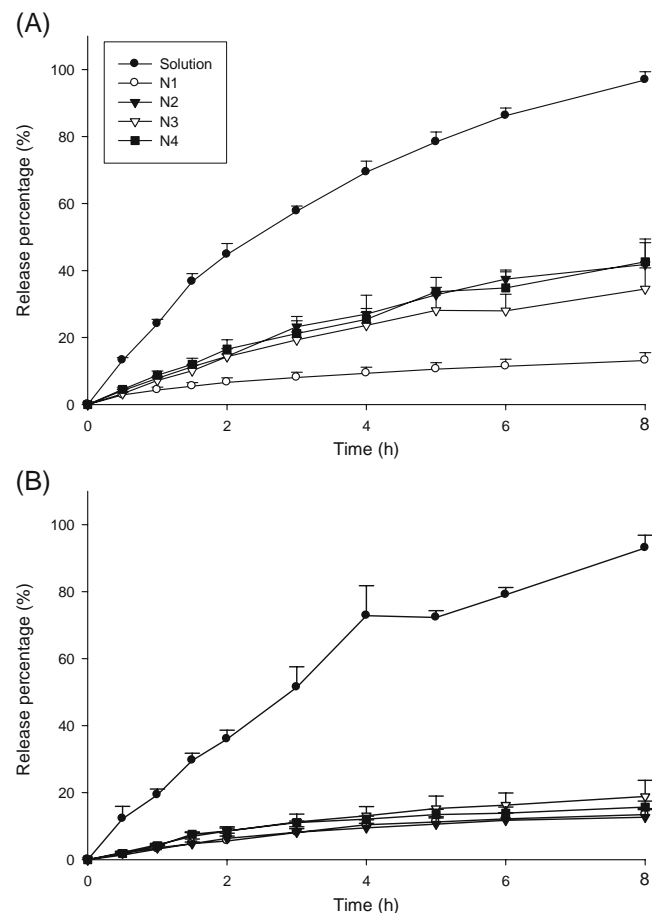 (A)
Release percentage (%)
100
80
60
40
20
0
Solution
N1
N2
N3
N4
0 2 4 6 8
Time (h)
(B)
Release percentage (%)
100
80
60
40
20
0
0 2 4 6 8
Time (h)